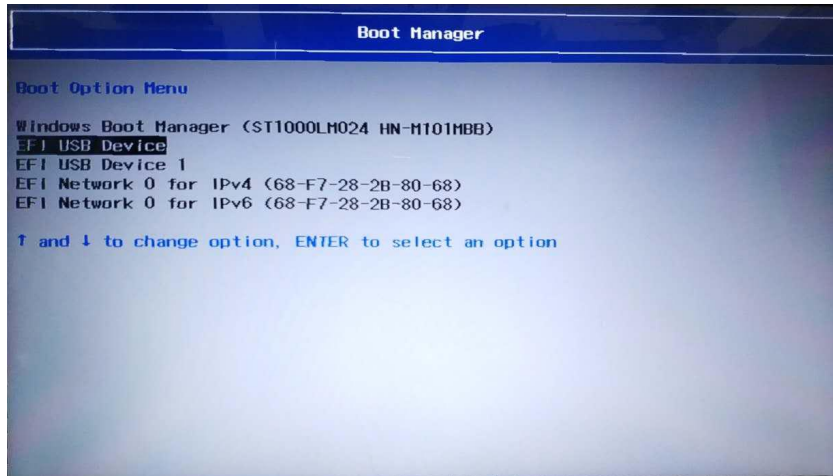 Boot Manager
Boot Option Menu
Windows Boot Manager (ST1000LM024 HN-M101MBB)
EFI USB Device
EFI USB Device 1
EFI Network 0 for IPv4 (68-F7-28-2B-80-68)
EFI Network 0 for IPv6 (68-F7-28-2B-80-68)
↑ and ↓ to change option, ENTER to select an option